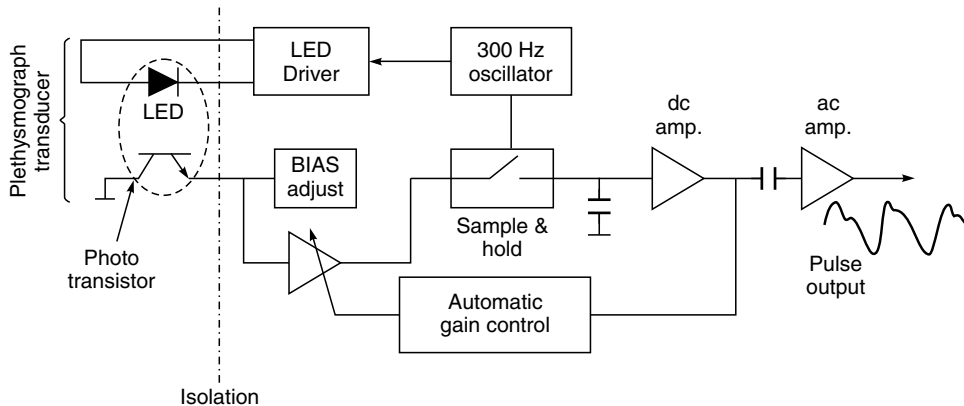 Plethysmograph
transducer
LED
LED
Driver
300 Hz
oscillator
dc
amp.
ac
amp.
BIAS
adjust
Sample &
hold
Photo
transistor
Automatic
gain control
Pulse
output
Isolation